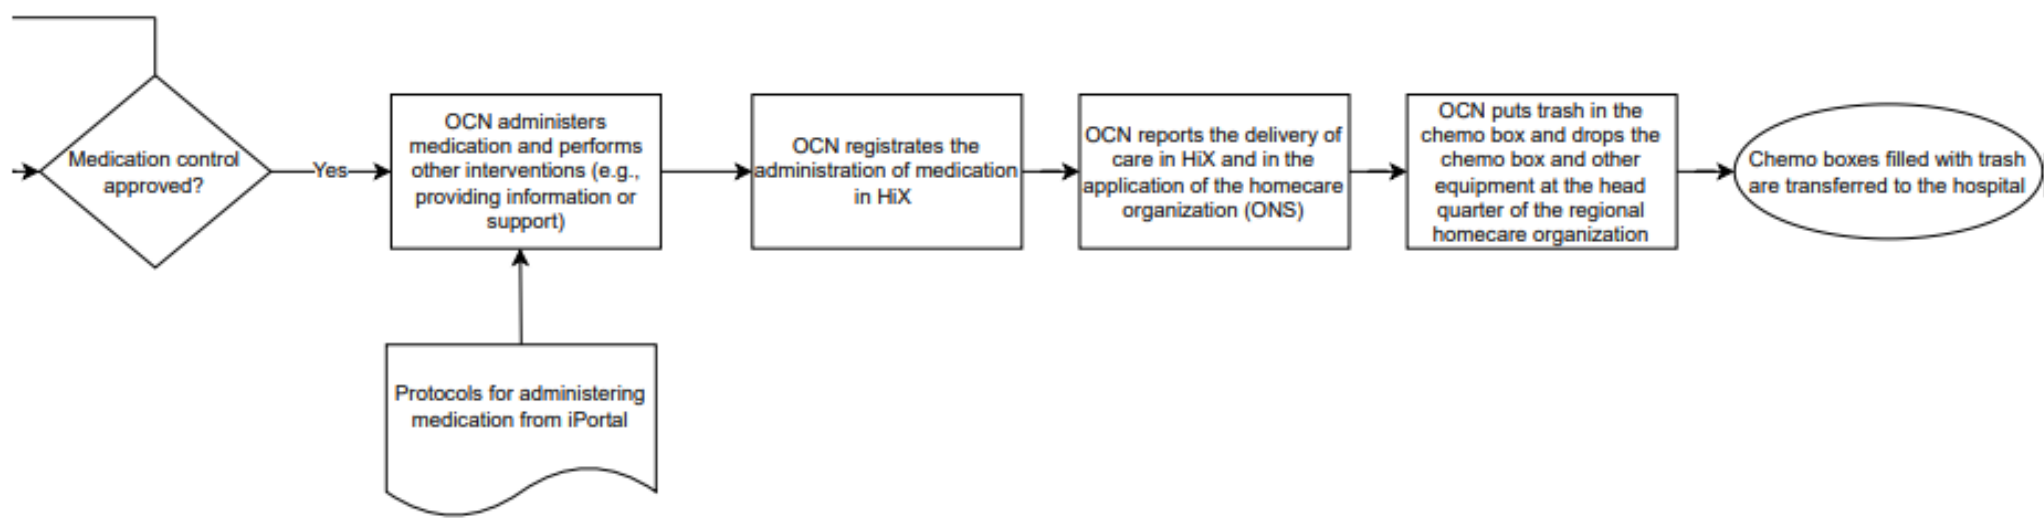 Medication control
approved?
Yes
OCN administers
medication and performs
other interventions (e.g.,
providing information or
support)
OCN registrates the
administration of medication
in HiX
OCN reports the delivery of
care in HiX and in the
application of the homecare
organization (ONS)
OCN puts trash in the
chemo box and drops the
chemo box and other
equipment at the head
quarter of the regional
homecare organization
Chemo boxes filled with trash
are transferred to the hospital
Protocols for administering
medication from iPortal